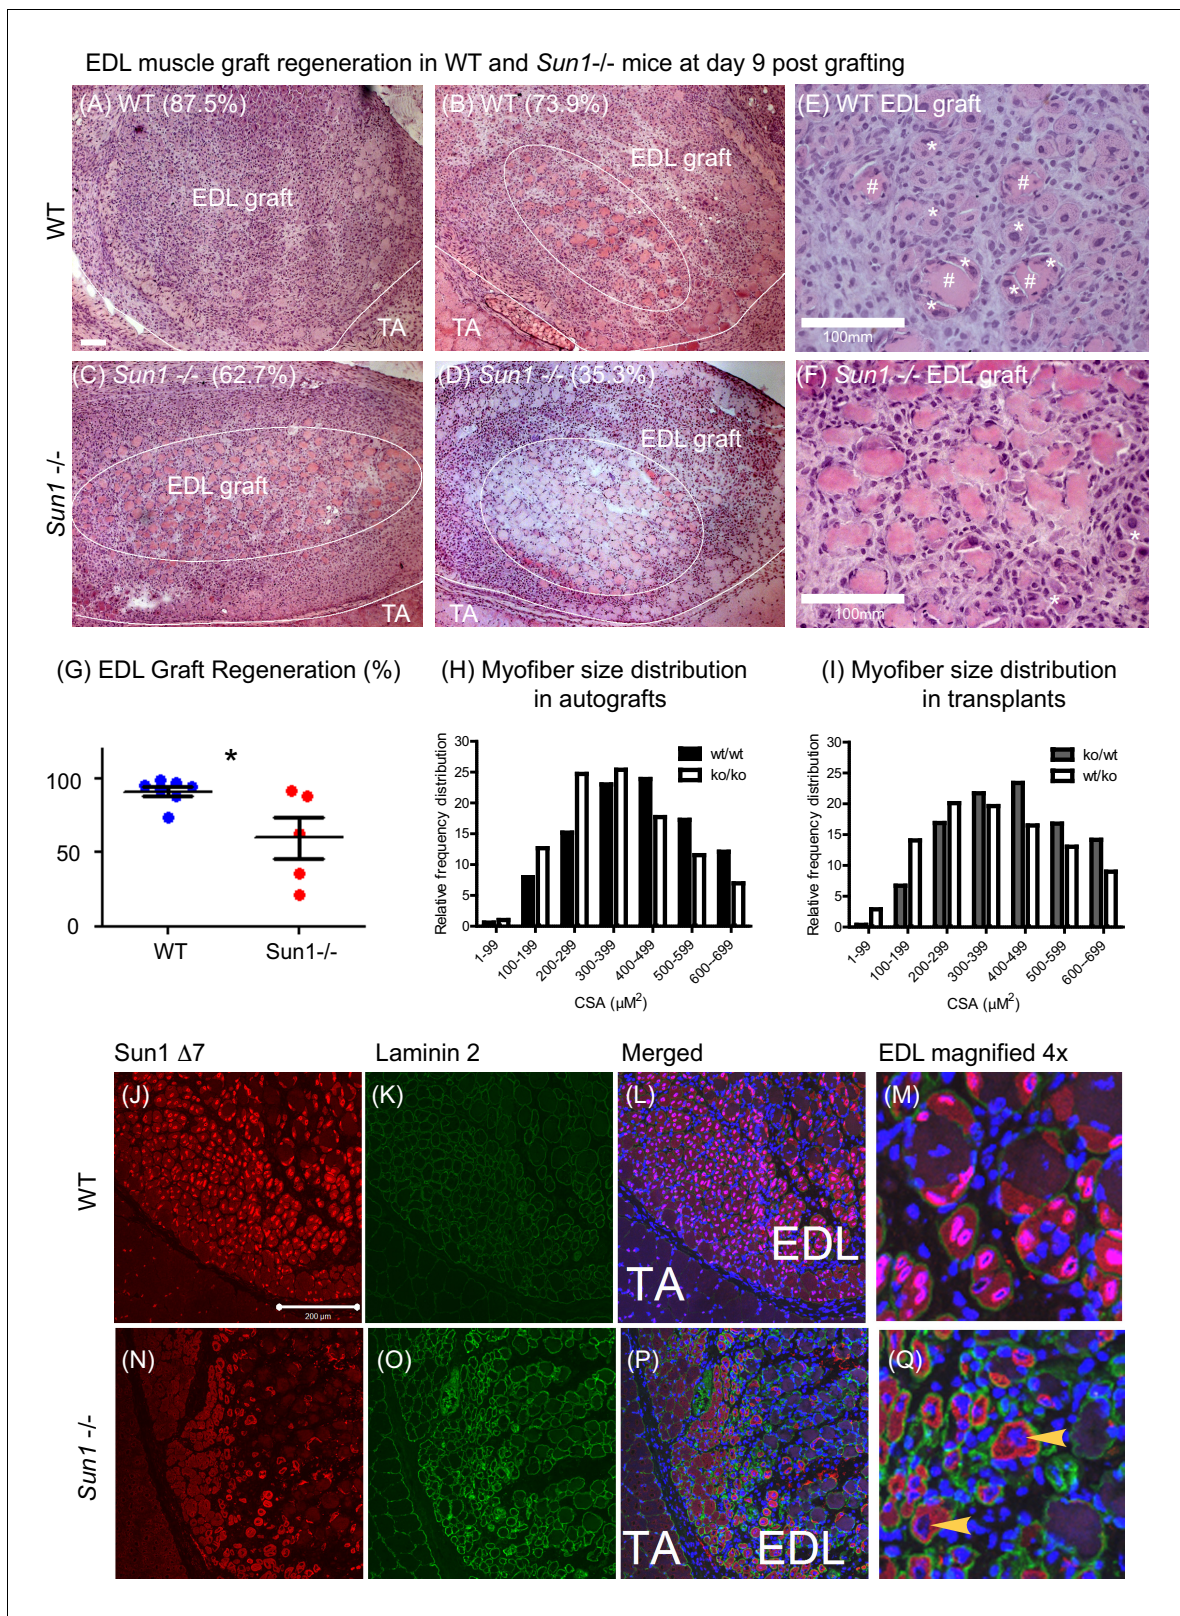 EDL muscle graft regeneration in WT and Sun1-/- mice at day 9 post grafting
(A) WT (87.5%)
EDL graft
TA
(B) WT (73.9%)
EDL graft
TA
(E) WT EDL graft
*
#
#
*
*
*
*
#
#
*
*
100mm
WT
(C) Sun1 -/- (62.7%)
EDL graft
TA
(D) Sun1 -/- (35.3%)
EDL graft
TA
(F) Sun1 -/- EDL graft
*
*
100mm
Sun1 -/-
(G) EDL Graft Regeneration (%)
*
100
50
0
WT
Sun1-/-
(H) Myofiber size distribution
in autografts
Relative frequency distribution
30
25
20
15
10
5
0
wt/wt
ko/ko
1-99
100-199
200-299
300-399
400-499
500-599
600–699
CSA (µM²)
(I) Myofiber size distribution
in transplants
Relative frequency distribution
30
25
20
15
10
5
0
ko/wt
wt/ko
1-99
100-199
200-299
300-399
400-499
500-599
600–699
CSA (µM²)
Sun1 Δ7
Laminin 2
Merged
EDL magnified 4x
WT
(J)
200 µm
(K)
(L)
EDL
TA
(M)
Sun1 -/-
(N)
(O)
(P)
TA
EDL
(Q)